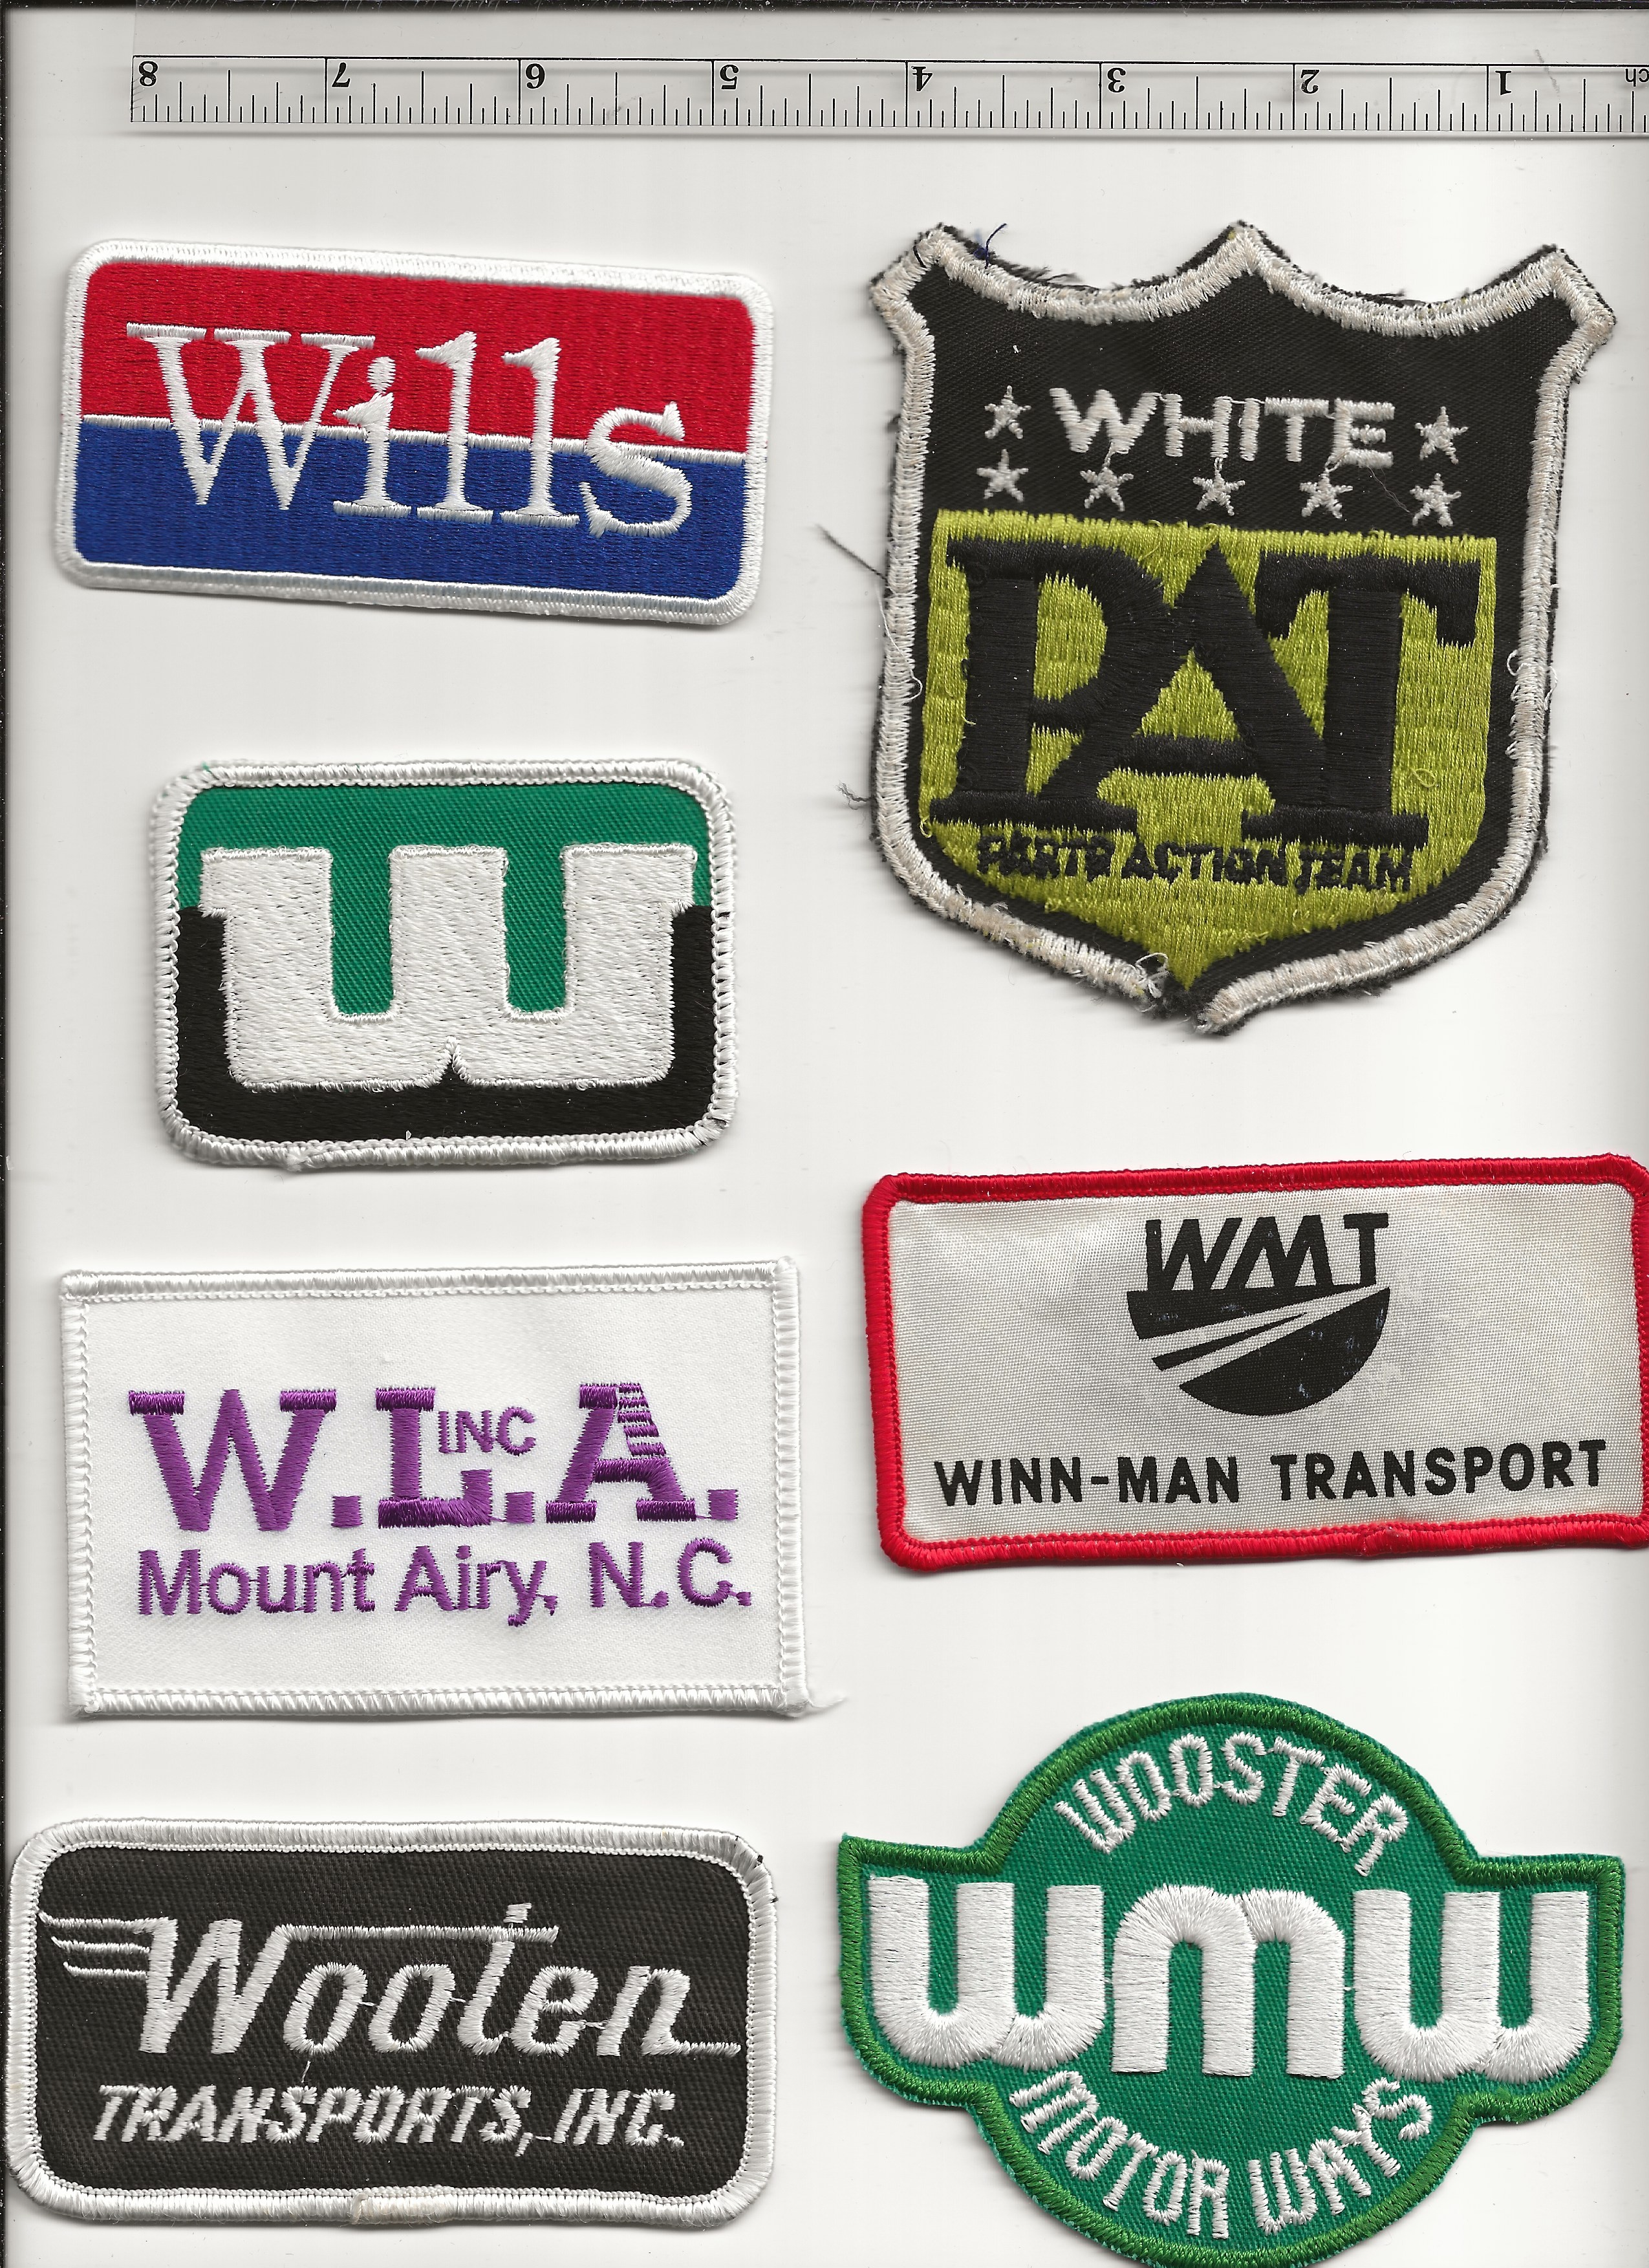 8 7 6 5 4 3 2 1 ch
Wills
WHITE
PAT
PARTS ACTION TEAM
W
WMT
WINN-MAN TRANSPORT
W.L.A.
INC
Mount Airy, N.C.
Wooten
TRANSPORTS, INC.
WOOSTER
WMW
MOTOR WAYS